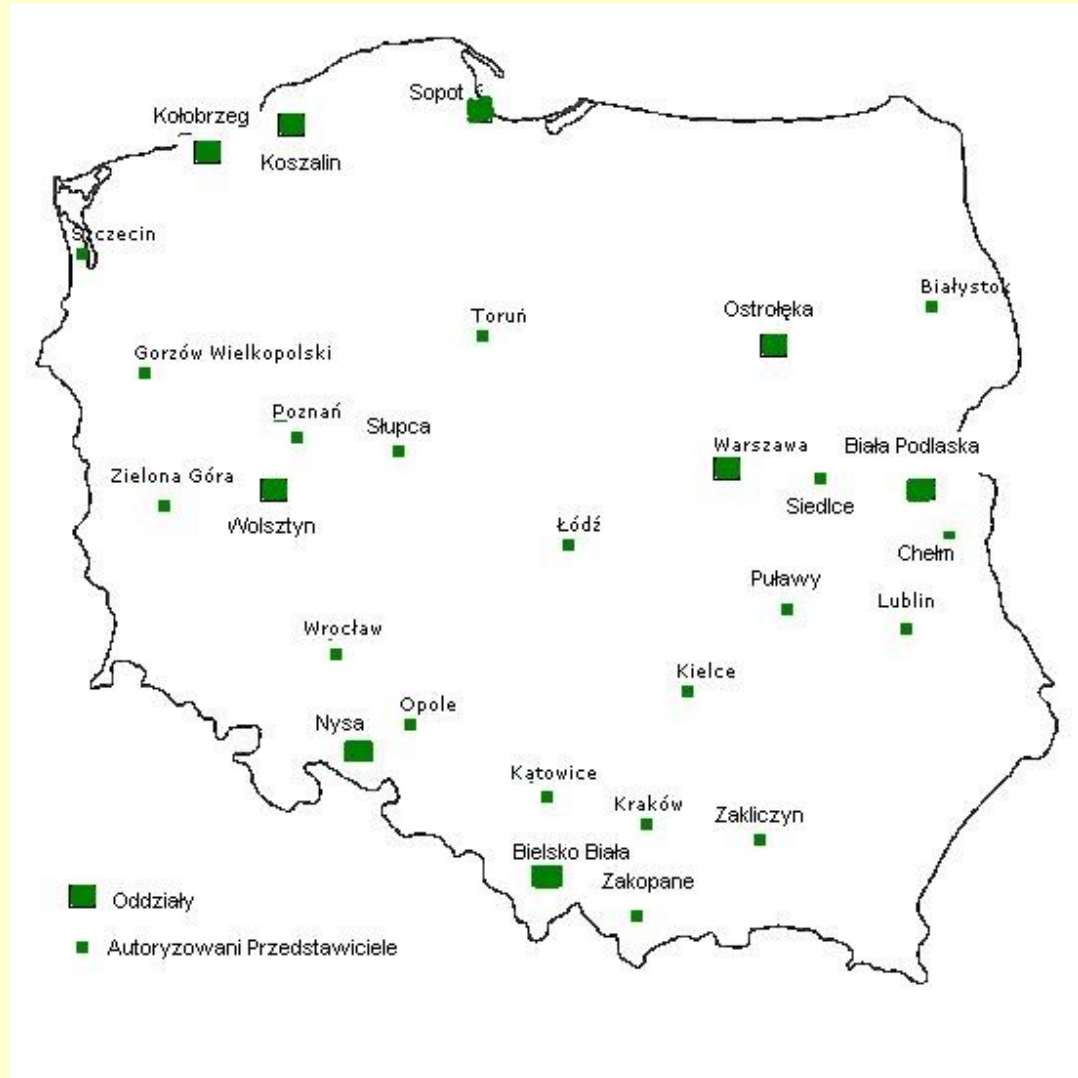 Sopot
Kołobrzeg
Koszalin
Szczecin
Białystok
Ostrołęka
Toruń
Gorzów Wielkopolski
Poznań
Słupca
Warszawa
Biała Podlaska
Zielona Góra
Siedlce
Wolsztyn
Łódź
Chełm
Puławy
Lublin
Wrocław
Kielce
Opole
Nysa
Kątowice
Kraków
Zakliczyn
Bielsko Biała
Zakopane
Oddziały
Autoryzowani Przedstawiciele